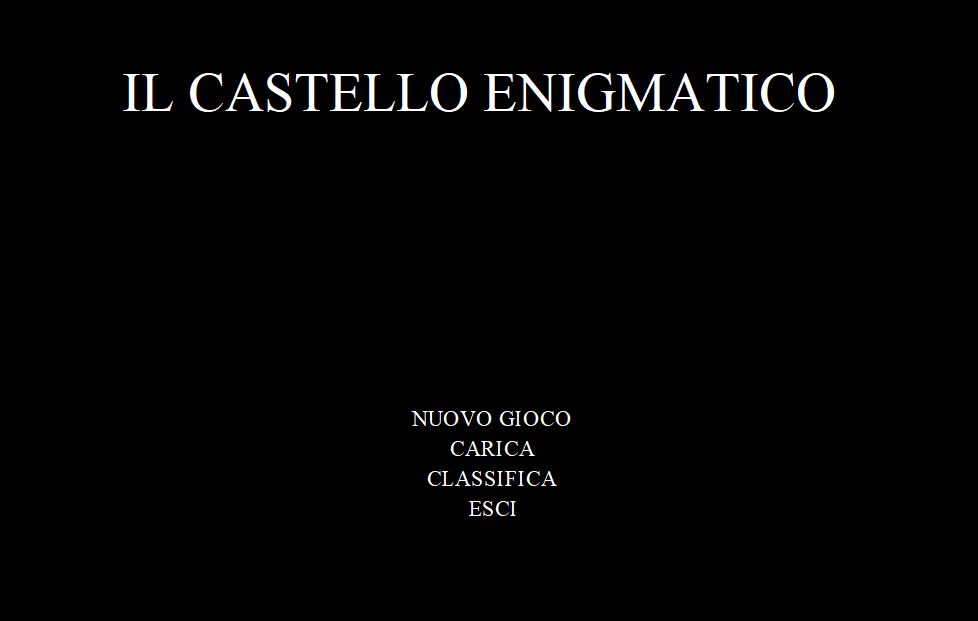 IL CASTELLO ENIGMATICO
NUOVO GIOCO
CARICA
CLASSIFICA
ESCI